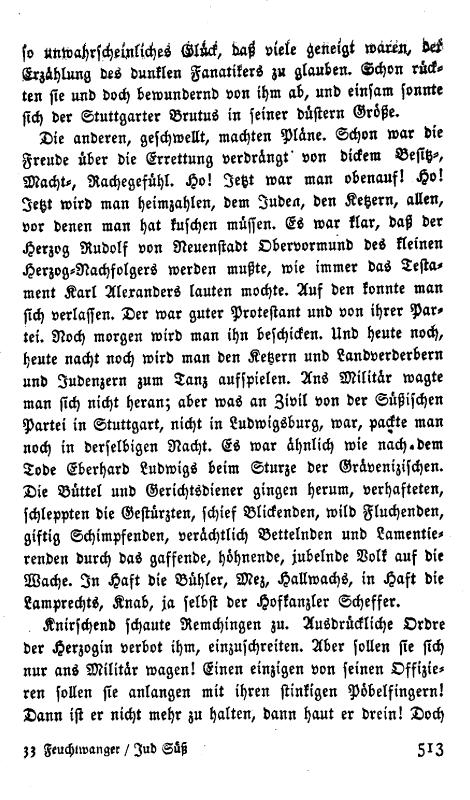 so unwahrscheinliches Glück, daß viele geneigt waren, der
Erzählung des dunklen Fanatikers zu glauben. Schon rück-
ten sie und doch bewundernd von ihm ab, und einsam sonnte
sich der Stuttgarter Brutus in seiner düstern Größe.
Die anderen, geschwellt, machten Pläne. Schon war die
Freude über die Errettung verdrängt von dickem Besitz-,
Macht-, Rachegefühl. Ho! Jetzt war man obenauf! Ho!
Jetzt wird man heimzahlen, dem Juden, den Ketzern, allen,
vor denen man hat kuschen müssen. Es war klar, daß der
Herzog Rudolf von Neuenstadt Obervormund des kleinen
Herzog-Nachfolgers werden mußte, wie immer das Testa-
ment Karl Alexanders lauten mochte. Auf den konnte man
sich verlassen. Der war guter Protestant und von ihrer Par-
tei. Noch morgen wird man ihn beschicken. Und heute noch,
heute nacht noch wird man den Ketzern und Landverderbern
und Judenzern zum Tanz aufspielen. Ans Militär wagte
man sich nicht heran; aber was an Zivil von der Süßischen
Partei in Stuttgart, nicht in Ludwigsburg, war, packte man
noch in derselbigen Nacht. Es war ähnlich wie nach dem
Tode Eberhard Ludwigs beim Sturze der Grävenizischen.
Die Büttel und Gerichtsdiener gingen herum, verhafteten,
schleppten die Gestürzten, schief Blickenden, wild Fluchenden,
giftig Schimpfenden, verächtlich Bettelnden und Lamentie-
renden durch das gaffende, höhnende, jubelnde Volk auf die
Wache. In Haft die Bühler, Mez, Hallwachs, in Haft die
Lamprechts, Knab, ja selbst der Hofkanzler Scheffer.
Knirschend schaute Remchingen zu. Ausdrückliche Ordre
der Herzogin verbot ihm, einzuschreiten. Aber sollen sie sich
nur ans Militär wagen! Einen einzigen von seinen Offizie-
ren sollen sie anlangen mit ihren stinkigen Pöbelfingern!
Dann ist er nicht mehr zu halten, dann haut er drein! Doch
33 Feuchtwanger / Jud Süß 513